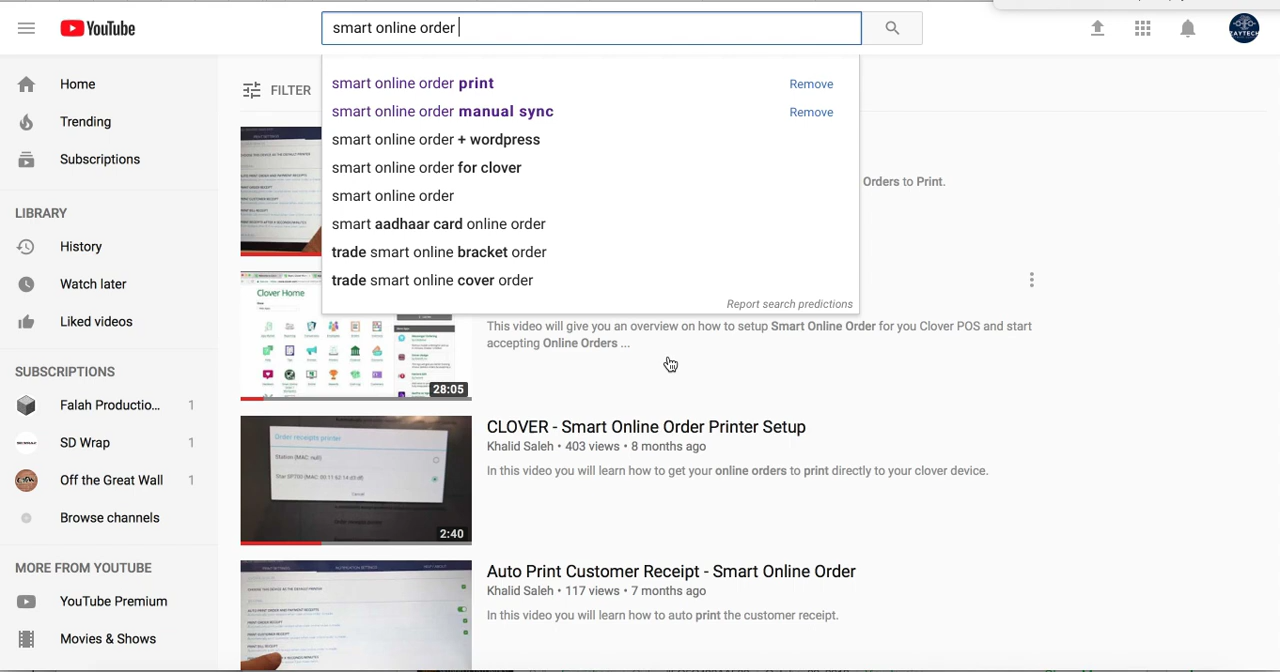 YouTube
smart online order
ZAYTECH
Home
Trending
Subscriptions
LIBRARY
History
Watch later
Liked videos
SUBSCRIPTIONS
Falah Productio... 1
SD Wrap 1
Off the Great Wall 1
Browse channels
MORE FROM YOUTUBE
YouTube Premium
Movies & Shows
FILTER
smart online order print Remove
smart online order manual sync Remove
smart online order + wordpress
smart online order for clover
smart online order
smart aadhaar card online order
trade smart online bracket order
trade smart online cover order
Report search predictions
Orders to Print.
Clover Home
28:05
This video will give you an overview on how to setup Smart Online Order for you Clover POS and start
accepting Online Orders ...
Order receipts printer
Station (MAC: null)
Cancel
2:40
CLOVER - Smart Online Order Printer Setup
Khalid Saleh • 403 views • 8 months ago
In this video you will learn how to get your online orders to print directly to your clover device.
Auto Print Customer Receipt - Smart Online Order
Khalid Saleh • 117 views • 7 months ago
In this video you will learn how to auto print the customer receipt.